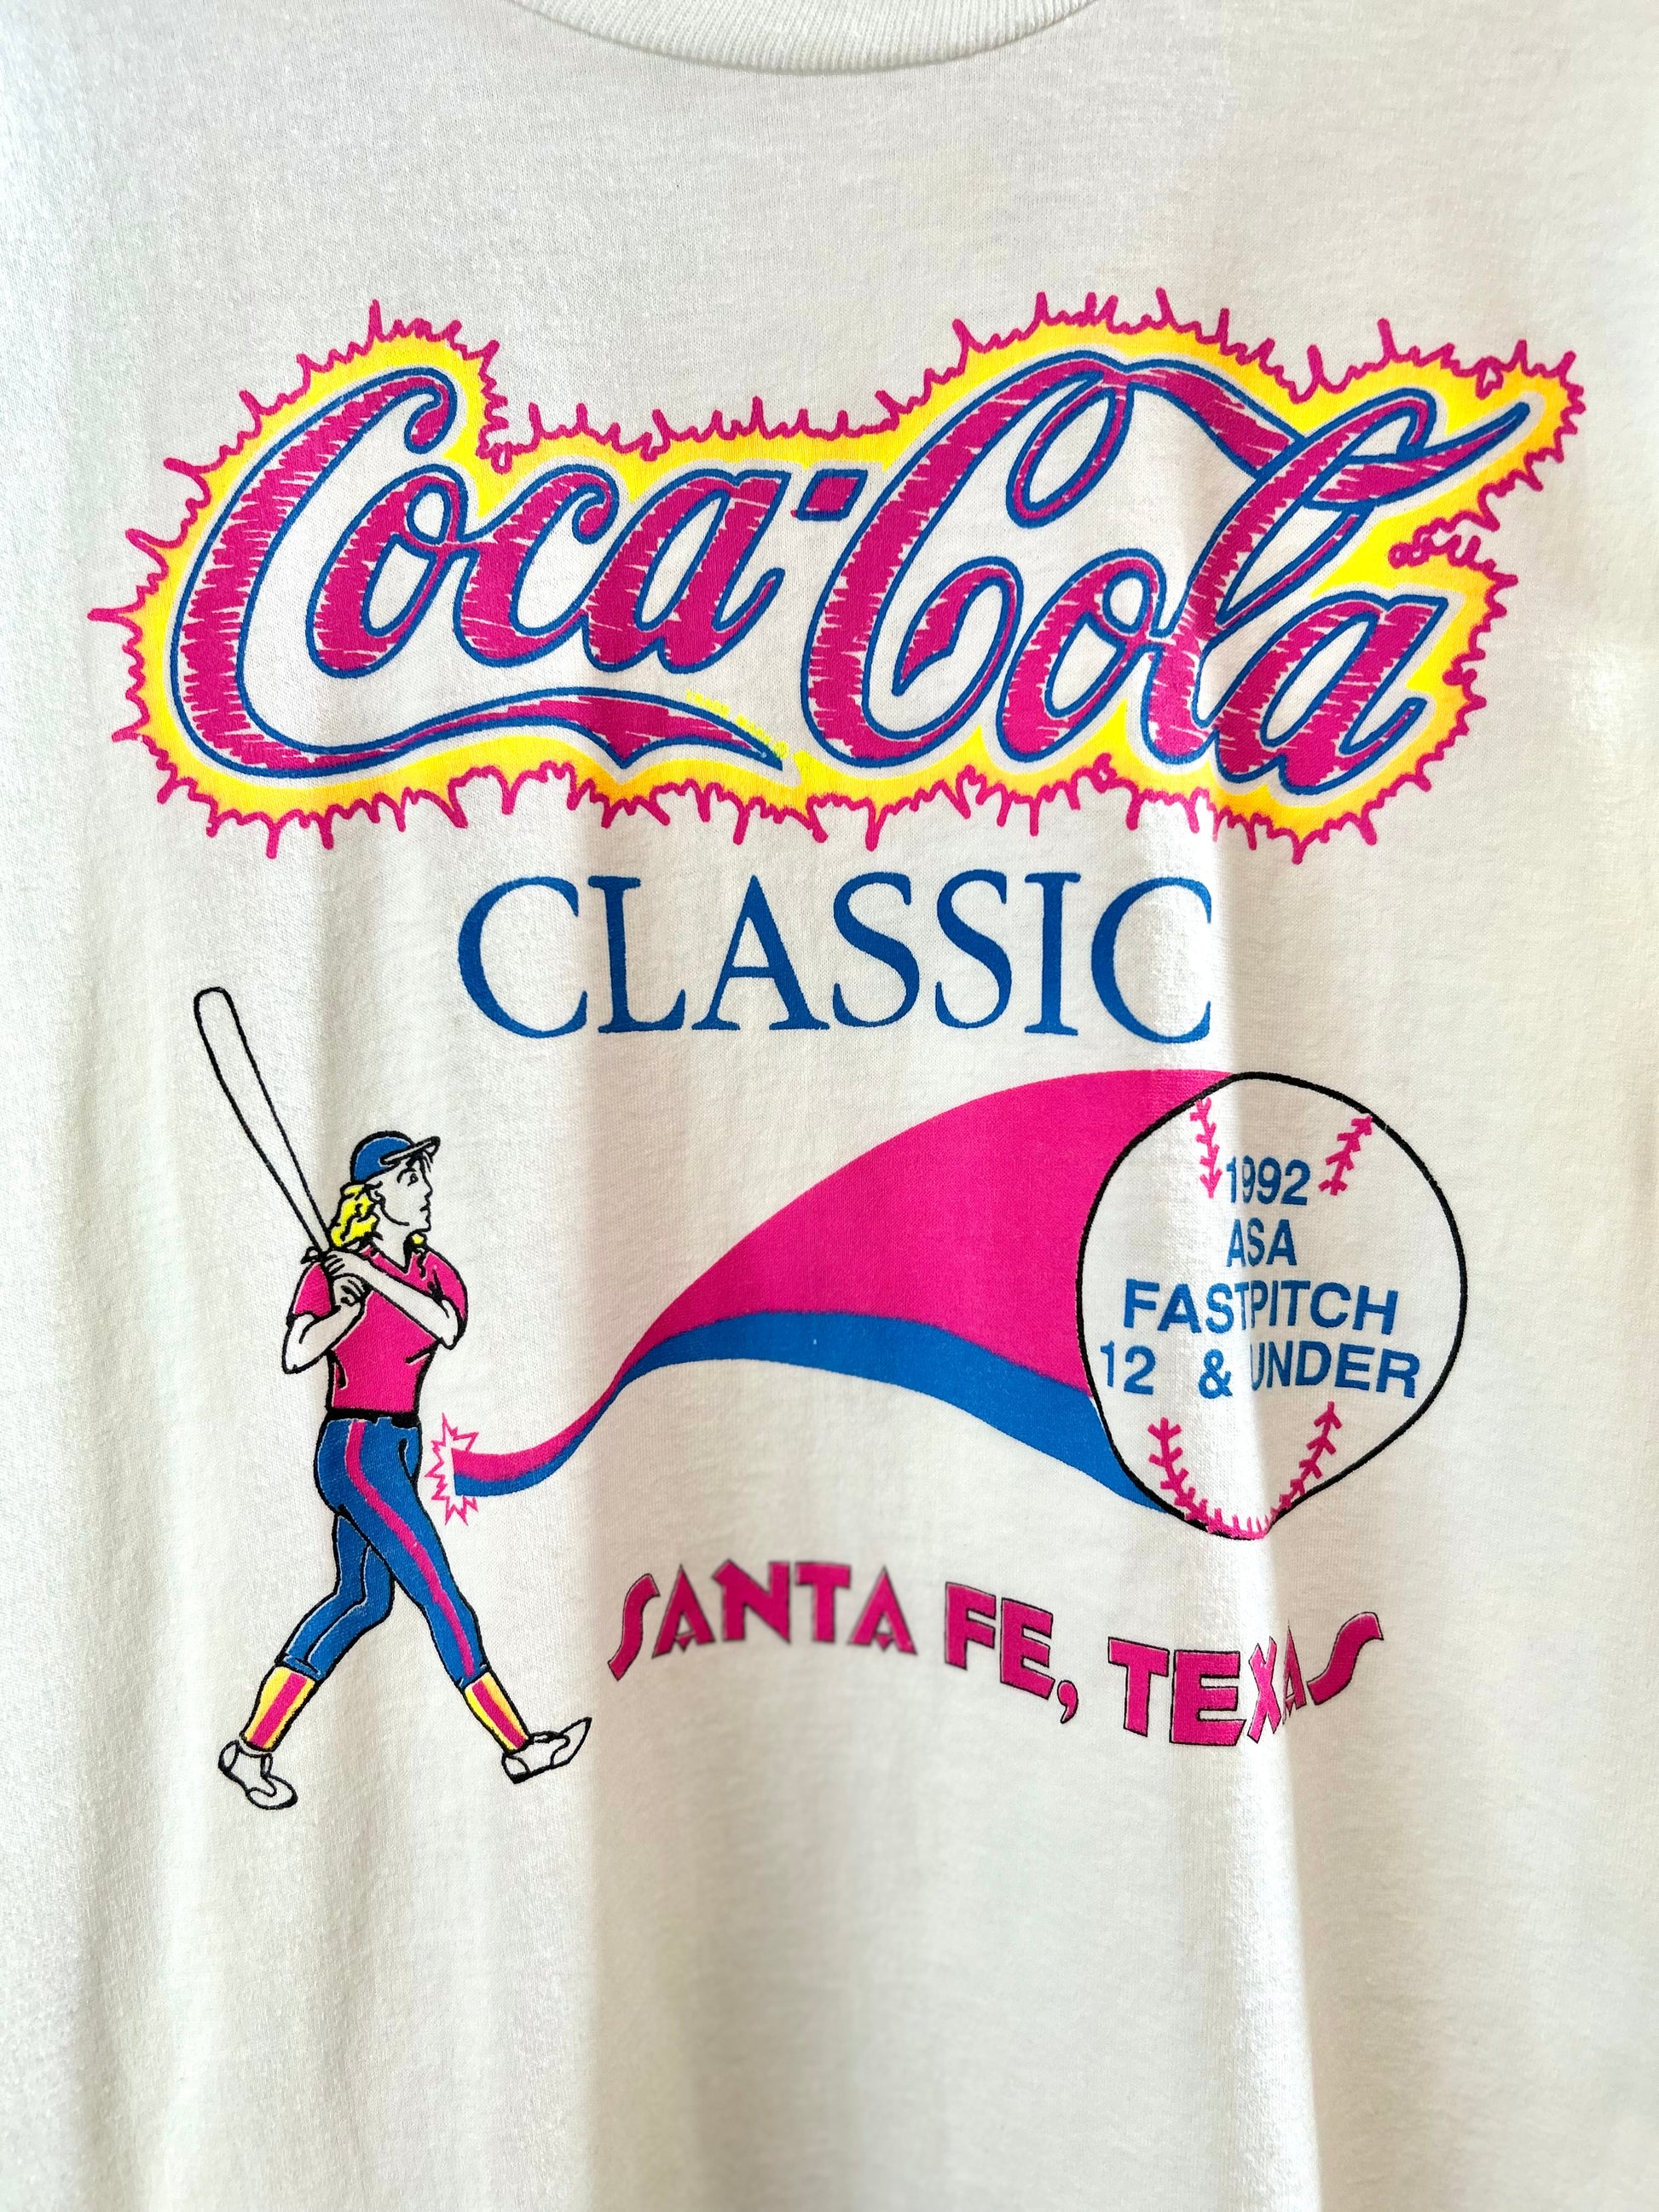 Coca-Cola
CLASSIC
1992
ASA
FASTPITCH
12 & UNDER
SANTA FE, TEXAS